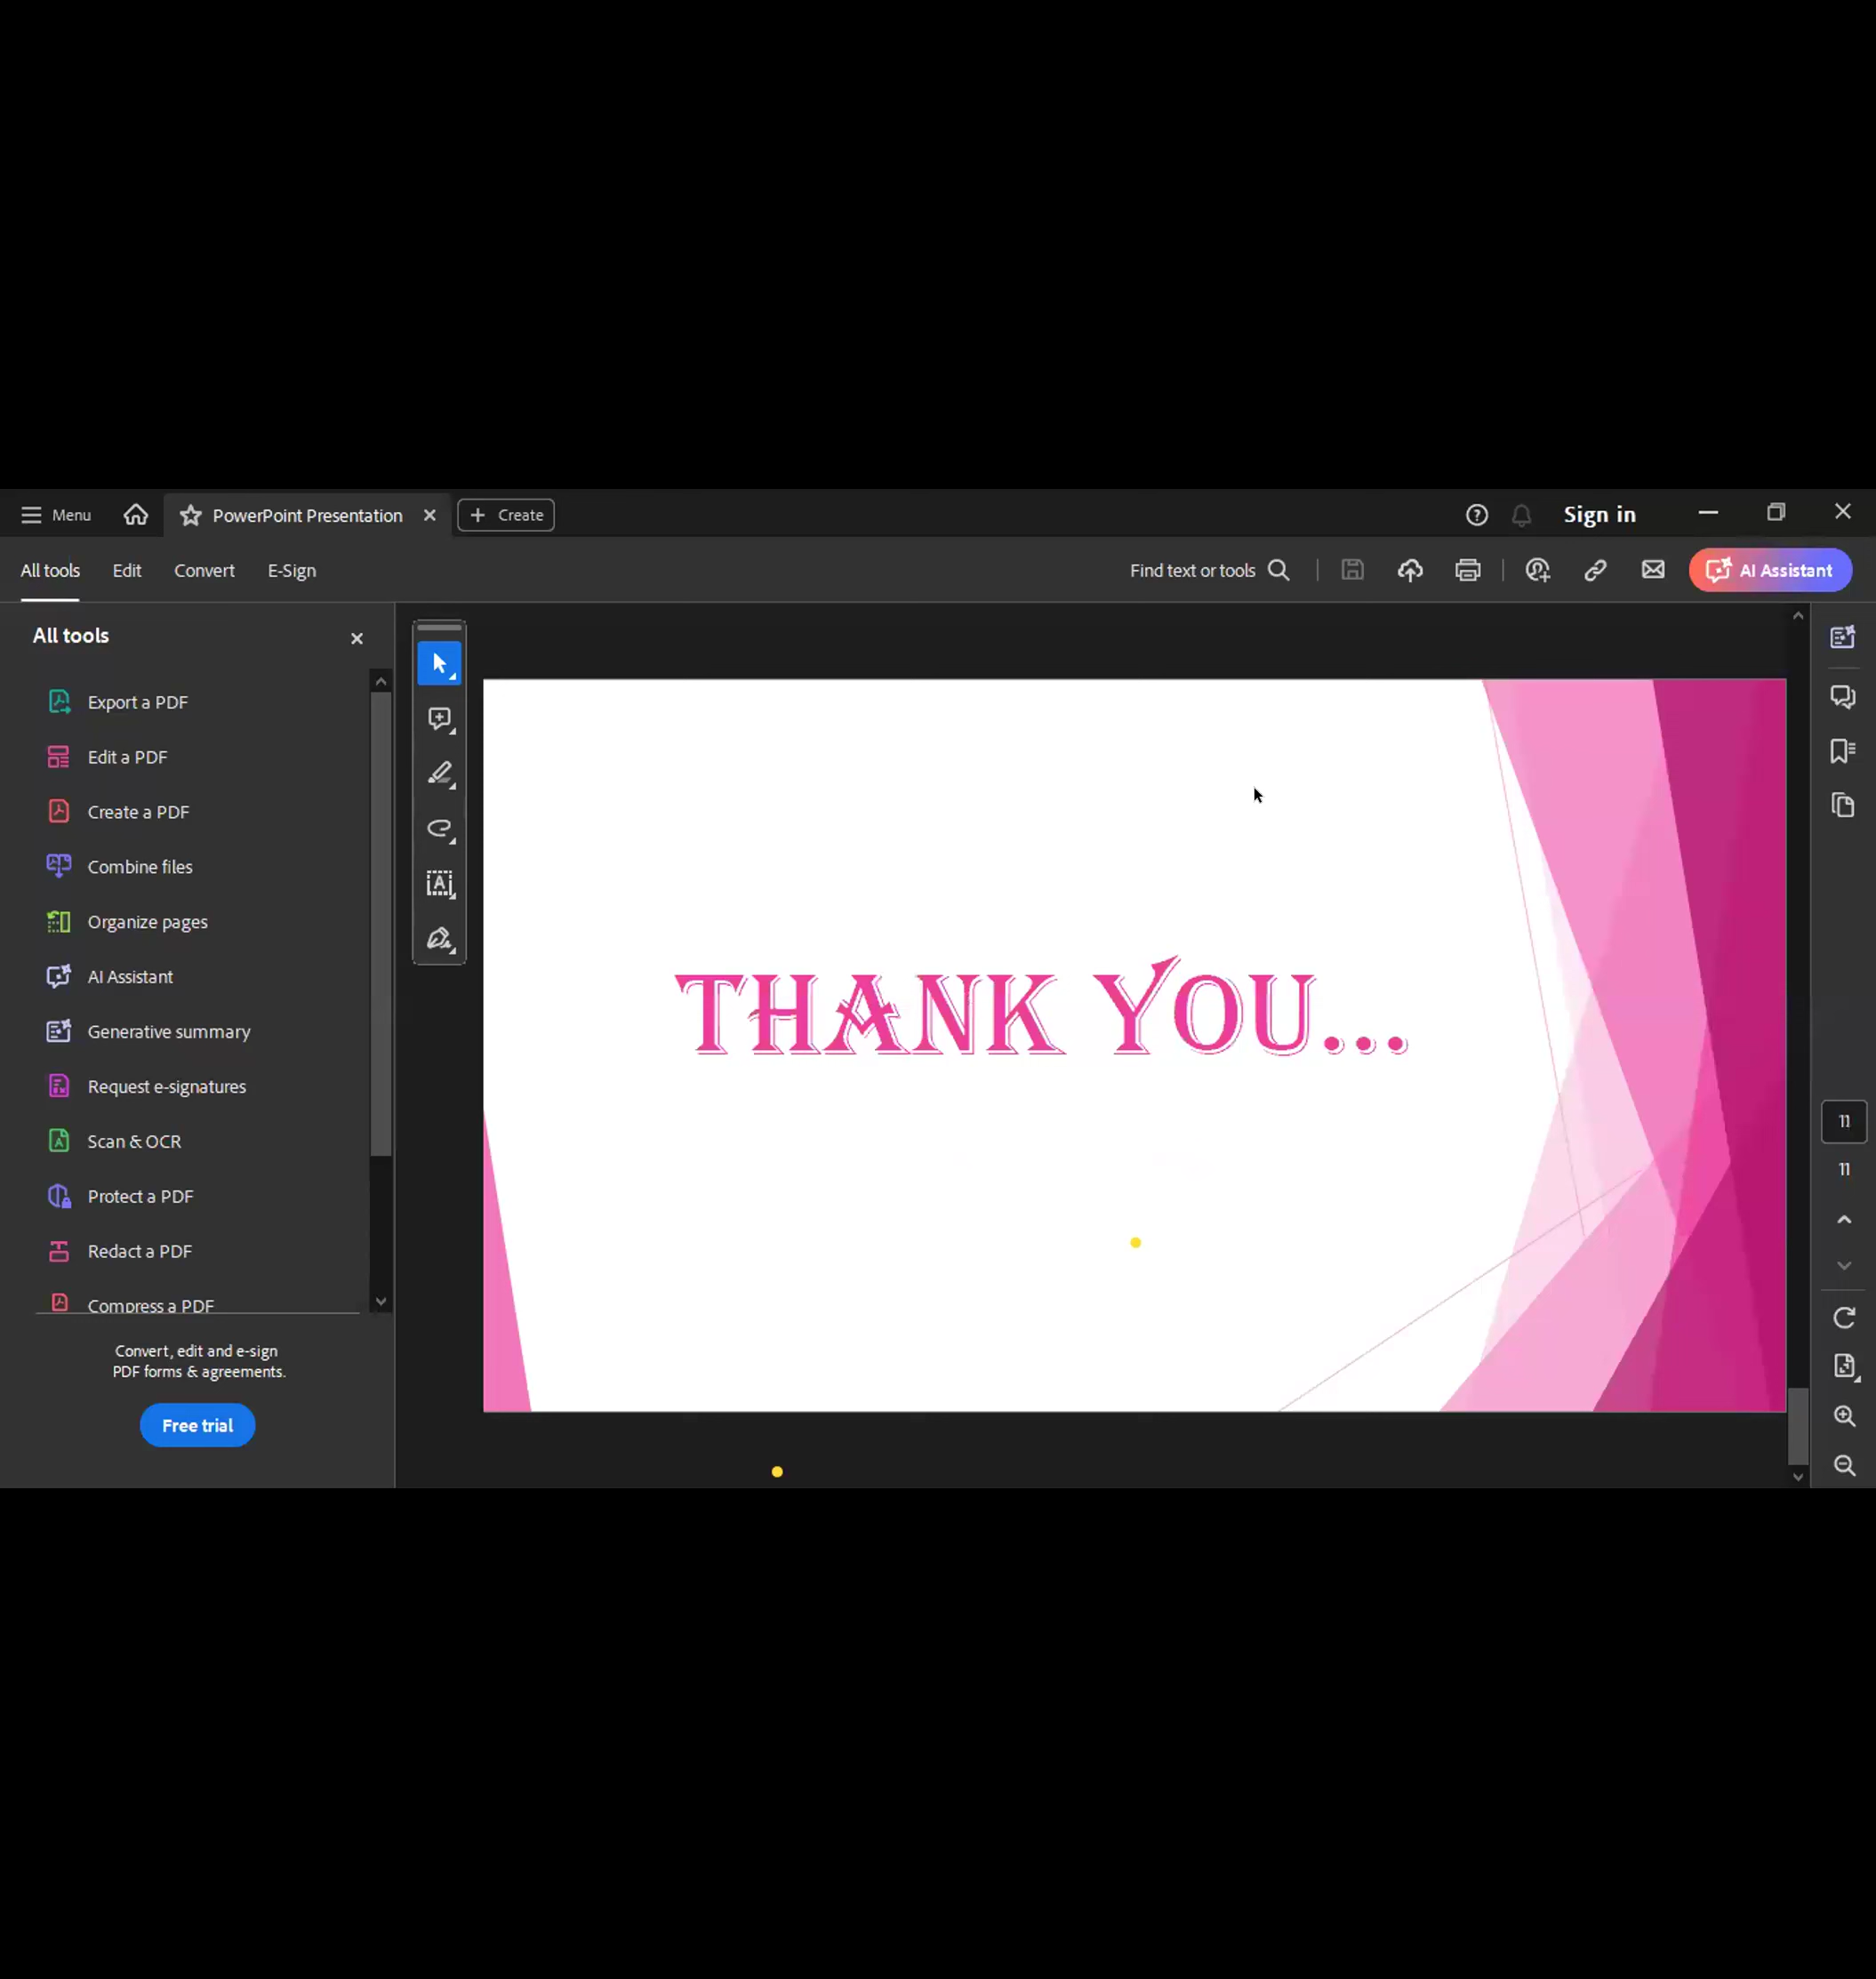 Menu
PowerPoint Presentation
Create
Sign in
All tools
Edit
Convert
E-Sign
Find text or tools
AI Assistant
All tools
Export a PDF
Edit a PDF
Create a PDF
Combine files
Organize pages
AI Assistant
Generative summary
Request e-signatures
Scan & OCR
Protect a PDF
Redact a PDF
Compress a PDF
Convert, edit and e-sign
PDF forms & agreements.
Free trial
THANK YOU...
11
11